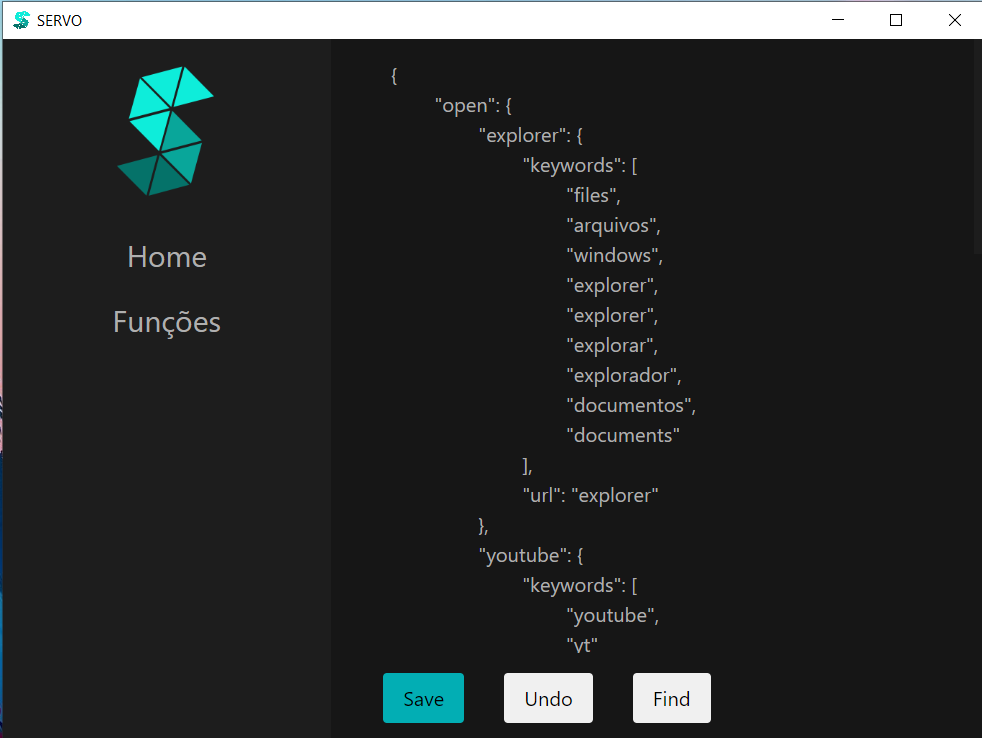 SERVO
Home
Funções
{
"open": {
"explorer": {
"keywords": [
"files",
"arquivos",
"windows",
"explorer",
"explorer",
"explorar",
"explorador",
"documentos",
"documents"
],
"url": "explorer"
},
"youtube": {
"keywords": [
"youtube",
"vt"
Save
Undo
Find